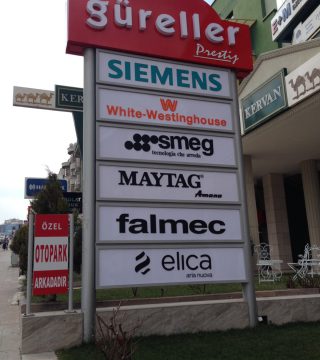 güreller
Prestij
SIEMENS
W
White-Westinghouse
smeg
tecnologia che arreda
MAYTAG
Amana
falmec
elica
aria nuova
KERVAN
KERVAN
ÖZEL
OTOPARK
ARKADADIR